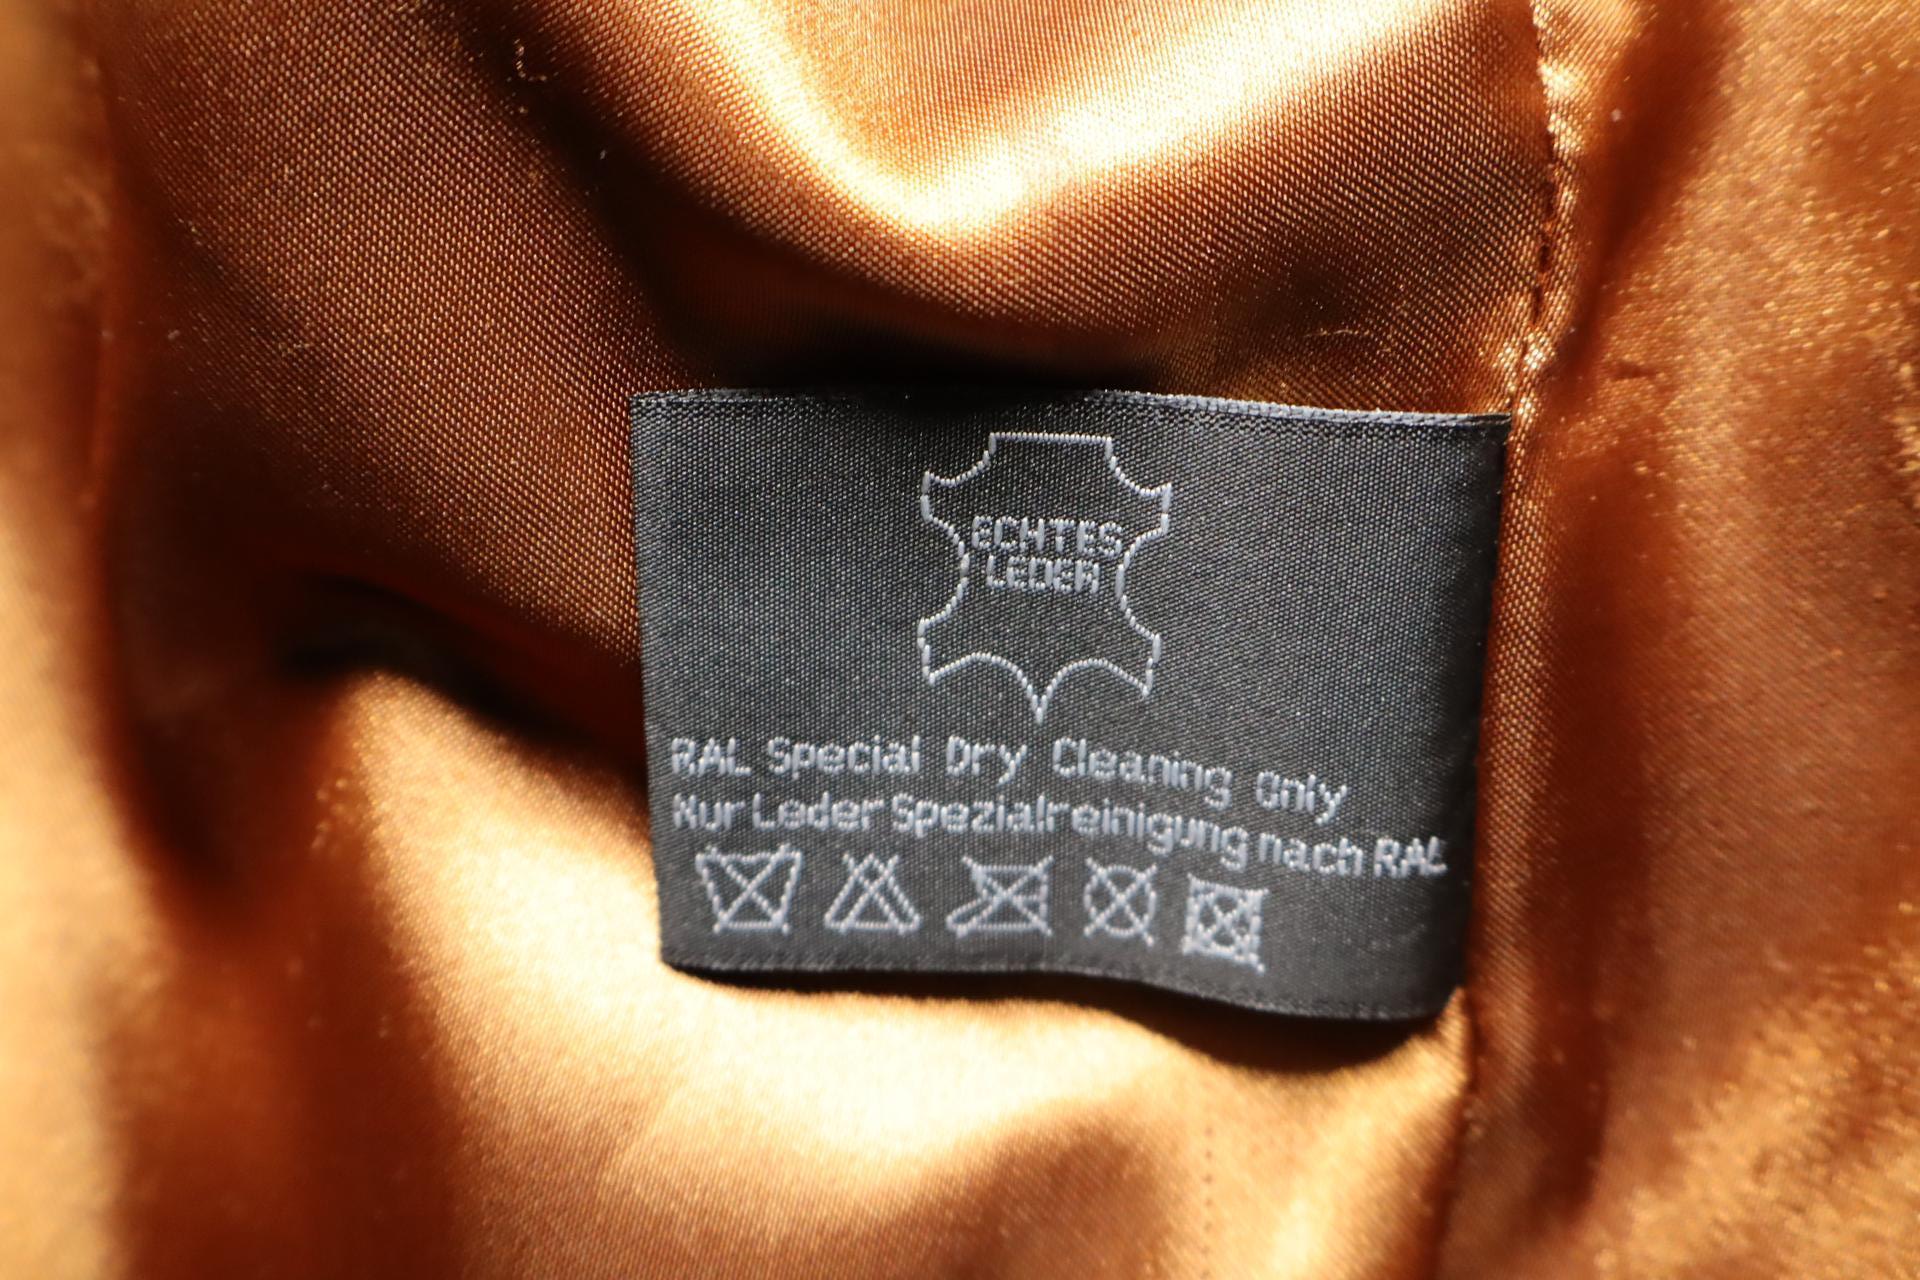 ECHTES
LEDER
RAL Special Dry Cleaning Only
Nur Leder Spezialreinigung nach RAL